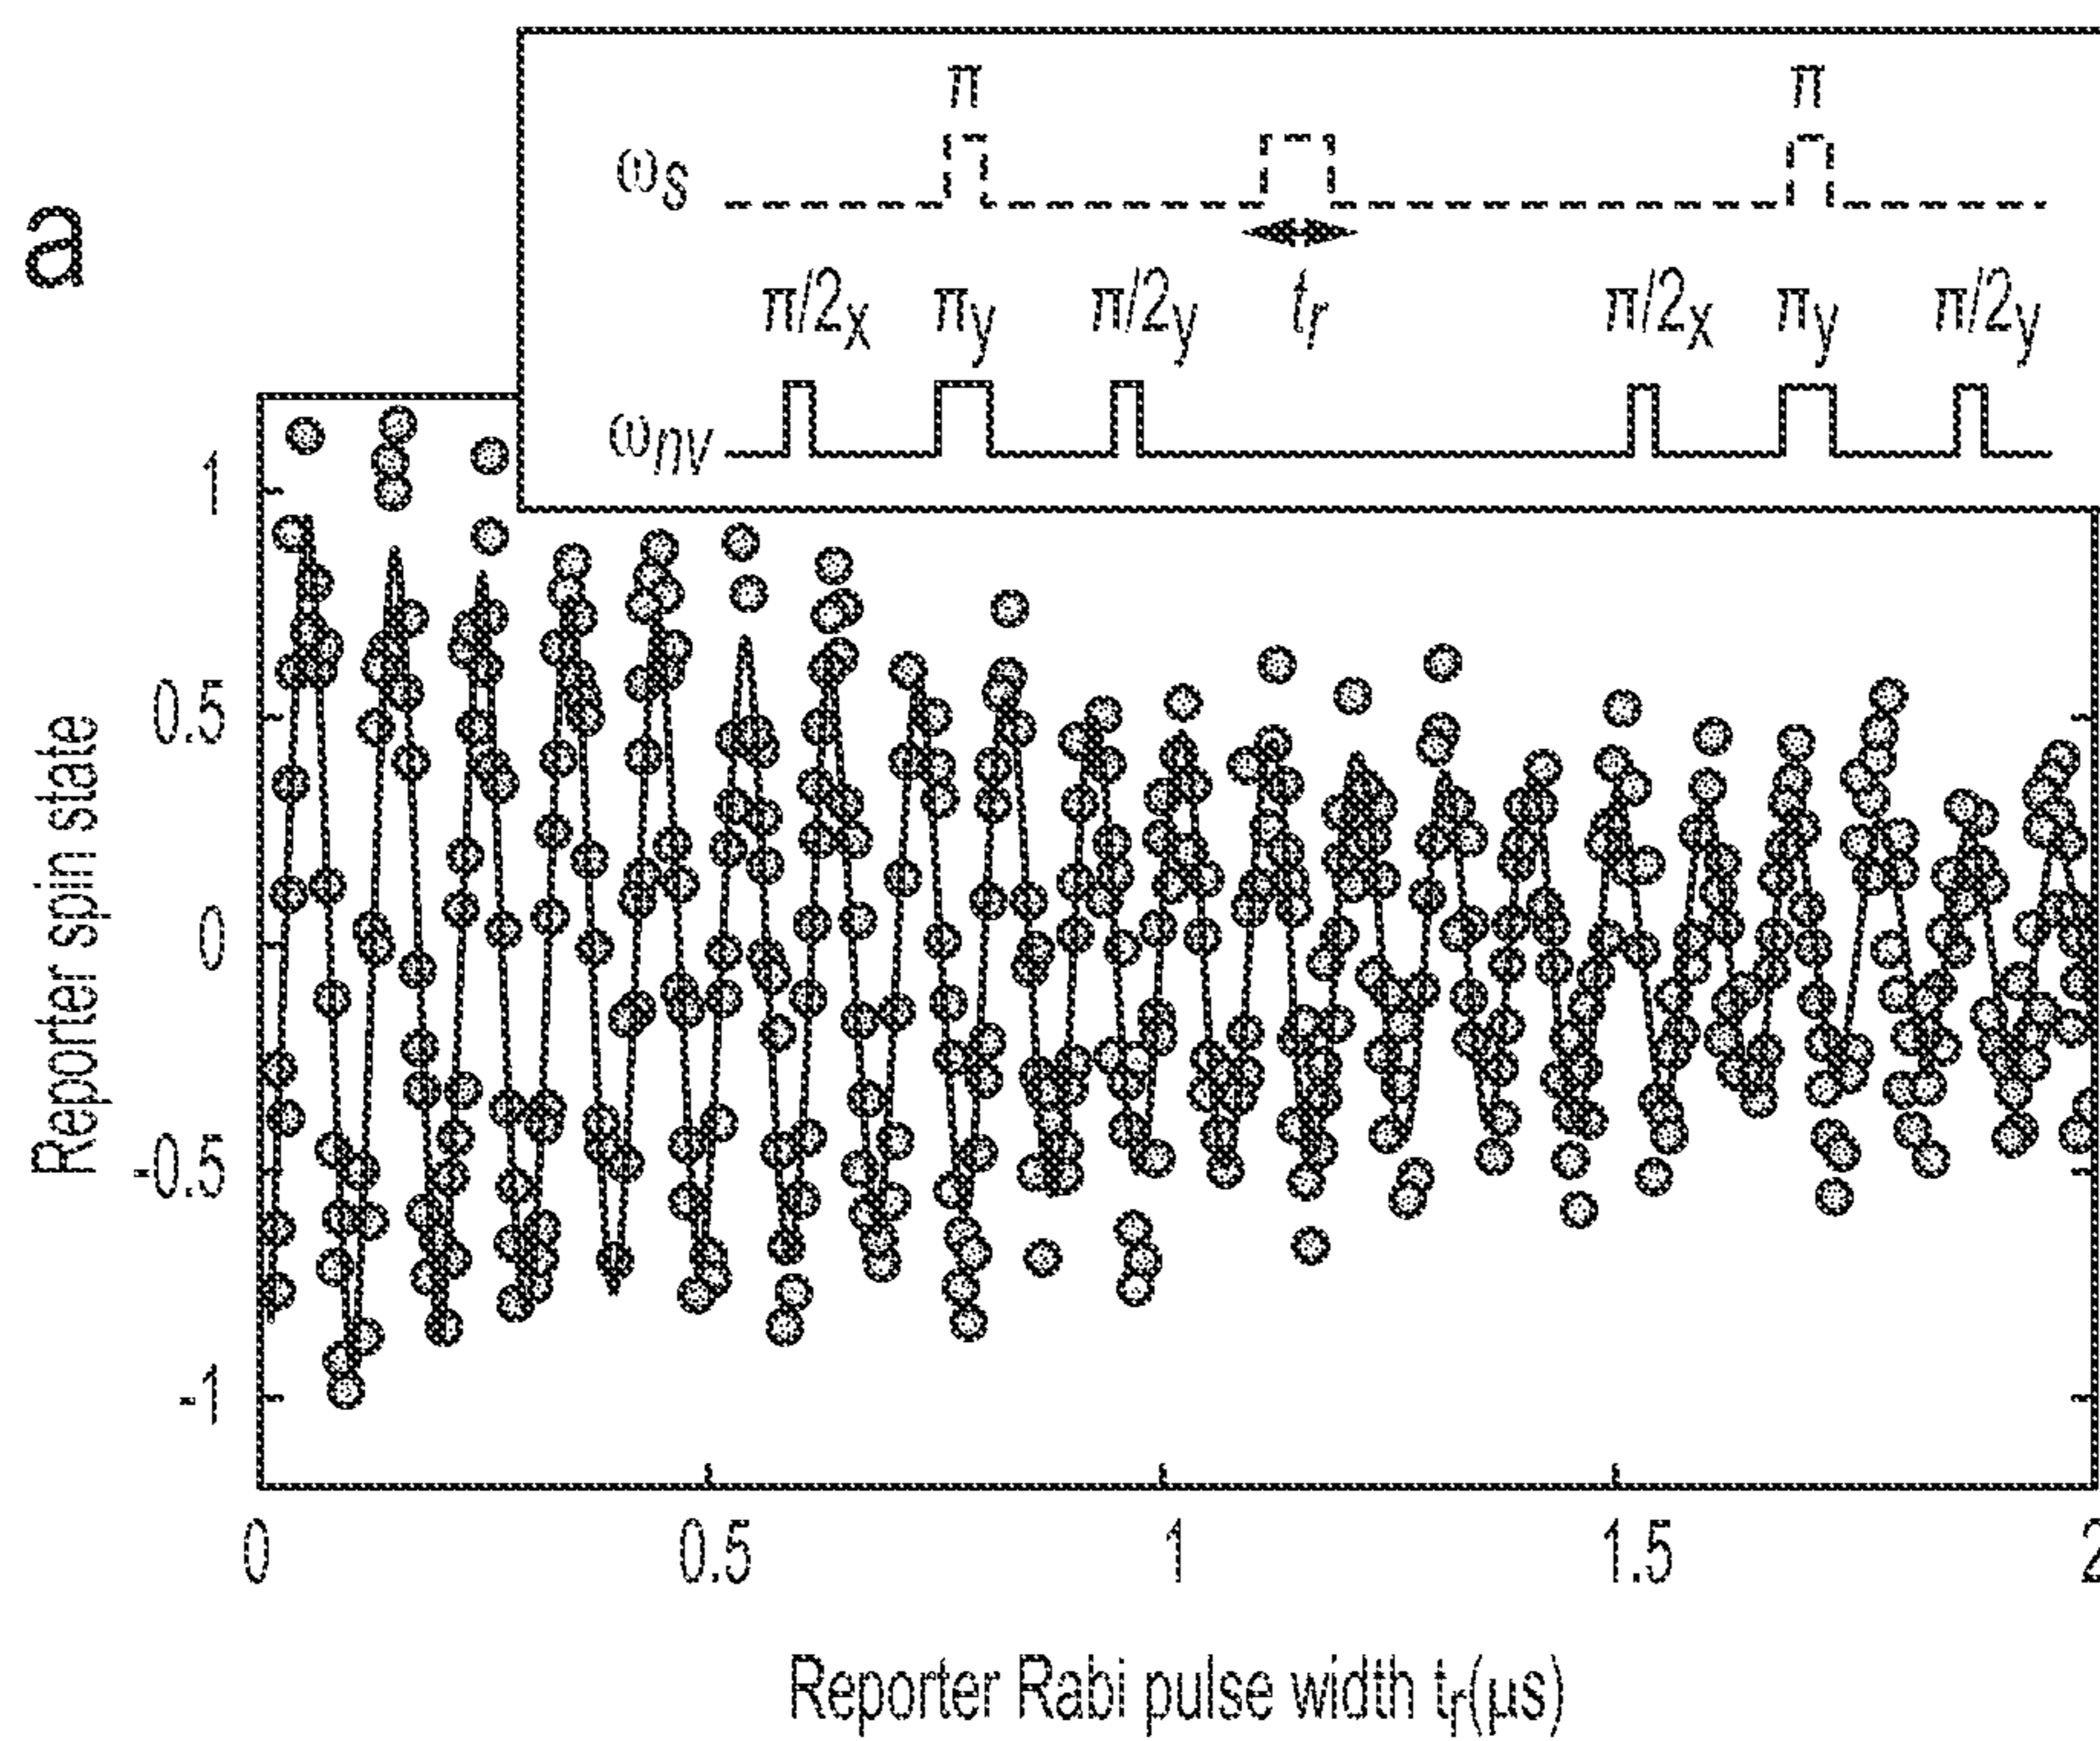 a
π π
ωs
π/2x πy π/2y tr π/2x πy π/2y
ωnv
1
0.5
0
-0.5
-1
Reporter spin state
0 0.5 1 1.5 2
Reporter Rabi pulse width tr(μs)